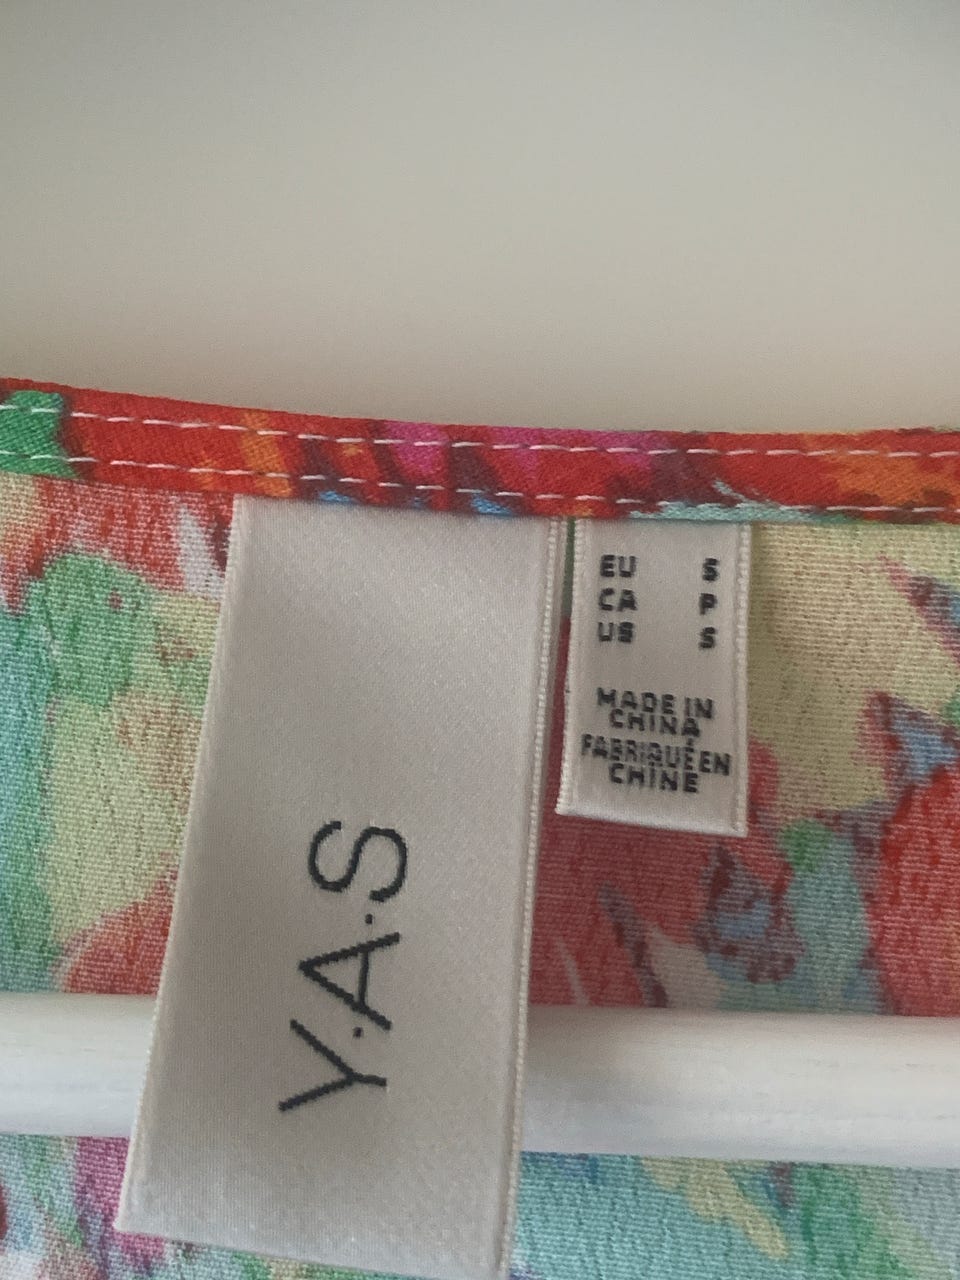 Y.A.S
EU S
CA P
US S
MADE IN
CHINA
FABRIQUÉ EN
CHINE